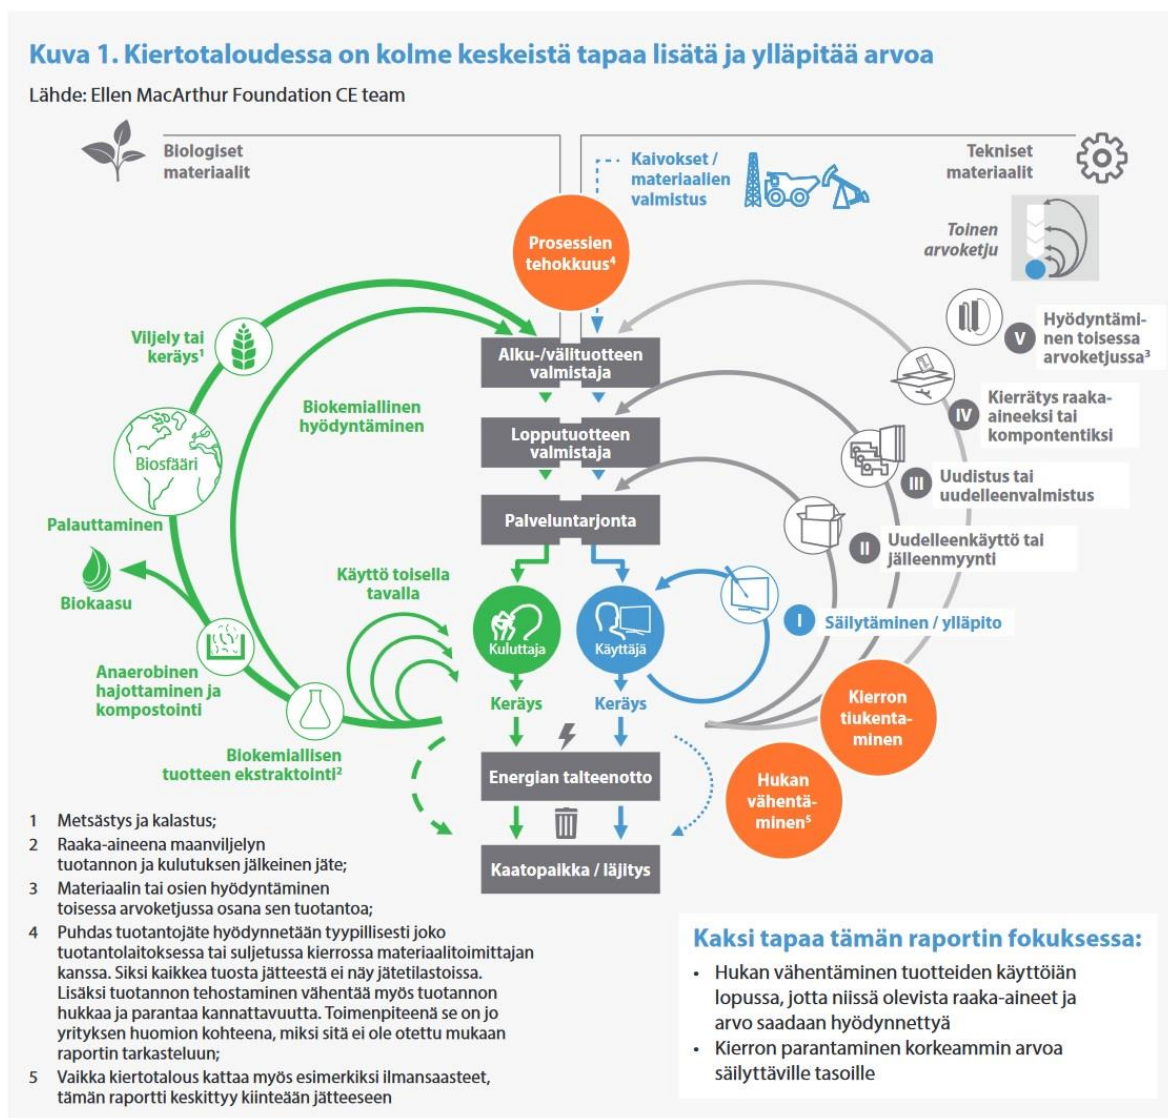 Kuva 1. Kiertotaloudessa on kolme keskeistä tapaa lisätä ja ylläpitää arvoa
Lähde: Ellen MacArthur Foundation CE team
Biologiset
materiaalit
Kaivokset /
materiaalien
valmistus
Tekniset
materiaalit
Toinen
arvoketju
Prosessien
tehokkuus⁴
Viljely tai
keräys¹
Alku-/välituotteen
valmistaja
V
Hyödyntämi-
nen toisessa
arvoketjussa³
Biokemiallinen
hyödyntäminen
IV
Kierrätys raaka-
aineeksi tai
kompontentiksi
Lopputuotteen
valmistaja
Biosfääri
III
Uudistus tai
uudelleenvalmistus
Palauttaminen
Palveluntarjonta
II
Uudelleenkäyttö tai
jälleenmyynti
Biokaasu
Käyttö toisella
tavalla
Kuluttaja
Käyttäjä
I
Säilytäminen / ylläpito
Anaerobinen
hajottaminen ja
kompostointi
Keräys
Keräys
Kierron
tiukenta-
minen
Biokemiallisen
tuotteen ekstraktointi²
Energian talteenotto
Hukan
vähentä-
minen⁵
Kaatopaikka / läjitys
1 Metsästys ja kalastus;
2 Raaka-aineena maanviljelyn
tuotannon ja kulutuksen jälkeinen jäte;
3 Materiaalin tai osien hyödyntäminen
toisessa arvoketjussa osana sen tuotantoa;
4 Puhdas tuotantojäte hyödynnetään tyypillisesti joko
tuotantolaitoksessa tai suljetussa kierrossa materiaalitoimittajan
kanssa. Siksi kaikkea tuosta jätteestä ei näy jätetilastoissa.
Lisäksi tuotannon tehostaminen vähentää myös tuotannon
hukkaa ja parantaa kannattavuutta. Toimenpiteenä se on jo
yrityksen huomion kohteena, miksi sitä ei ole otettu mukaan
raportin tarkasteluun;
5 Vaikka kiertotalous kattaa myös esimerkiksi ilmansaasteet,
tämän raportti keskittyy kiinteään jätteeseen
Kaksi tapaa tämän raportin fokuksessa:
• Hukan vähentäminen tuotteiden käyttöiän
lopussa, jotta niissä olevista raaka-aineet ja
arvo saadaan hyödynnettyä
• Kierron parantaminen korkeammin arvoa
säilyttäville tasoille